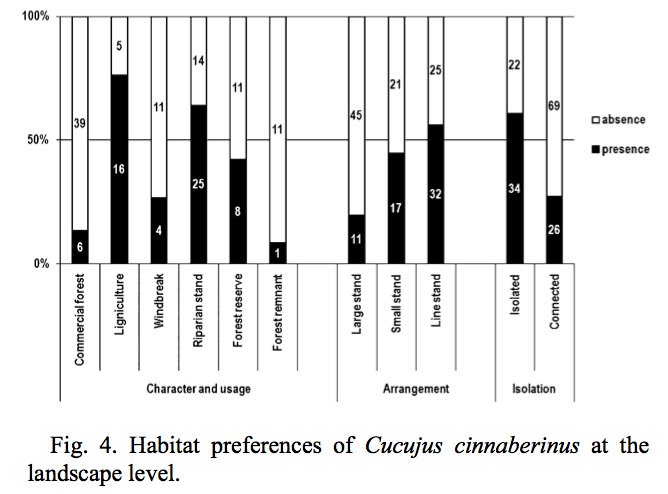 100%
50%
0%
39
6
5
16
11
4
14
25
11
8
11
1
45
11
21
17
25
32
22
34
69
26
absence
presence
Commercial forest
Ligniculture
Windbreak
Riparian stand
Forest reserve
Forest remnant
Large stand
Small stand
Line stand
Isolated
Connected
Character and usage
Arrangement
Isolation
Fig. 4. Habitat preferences of Cucujus cinnaberinus at the
landscape level.